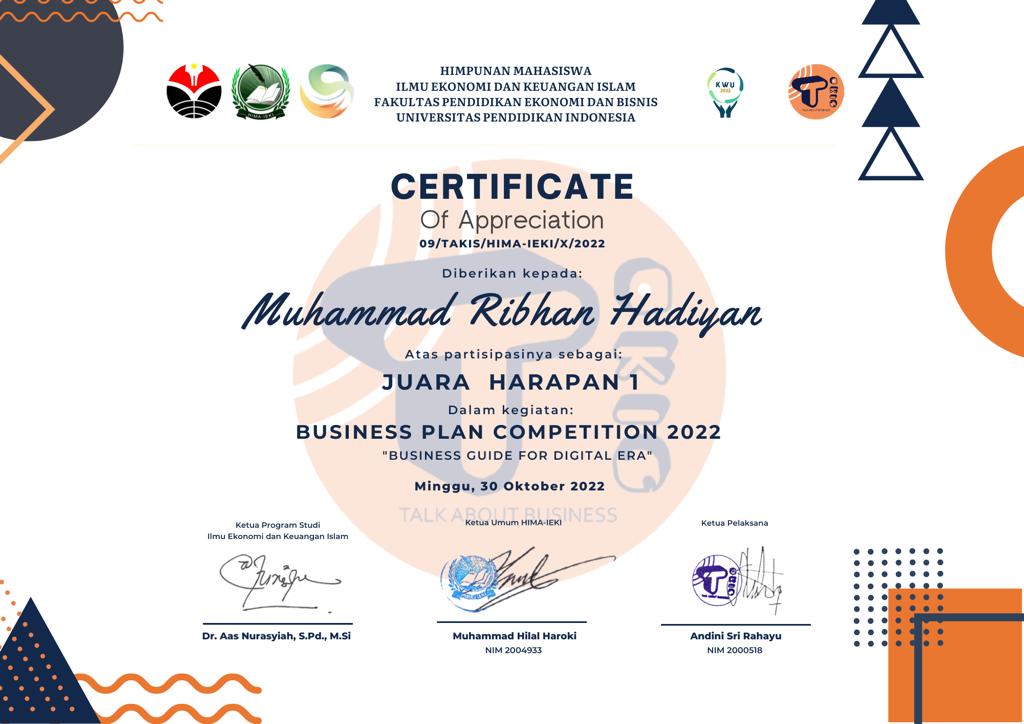 HIMPUNAN MAHASISWA
ILMU EKONOMI DAN KEUANGAN ISLAM
FAKULTAS PENDIDIKAN EKONOMI DAN BISNIS
UNIVERSITAS PENDIDIKAN INDONESIA
HIMA-IEKI
KWU
2022
CERTIFICATE
Of Appreciation
09/TAKIS/HIMA-IEKI/X/2022
Diberikan kepada:
Muhammad Ribhan Hadiyan
Atas partisipasinya sebagai:
JUARA HARAPAN 1
Dalam kegiatan:
BUSINESS PLAN COMPETITION 2022
"BUSINESS GUIDE FOR DIGITAL ERA"
Minggu, 30 Oktober 2022
TALK ABOUT BUSINESS
Ketua Program Studi
Ilmu Ekonomi dan Keuangan Islam
Ketua Umum HIMA-IEKI
Ketua Pelaksana
Dr. Aas Nurasyiah, S.Pd., M.Si
Muhammad Hilal Haroki
NIM 2004933
Andini Sri Rahayu
NIM 2000518